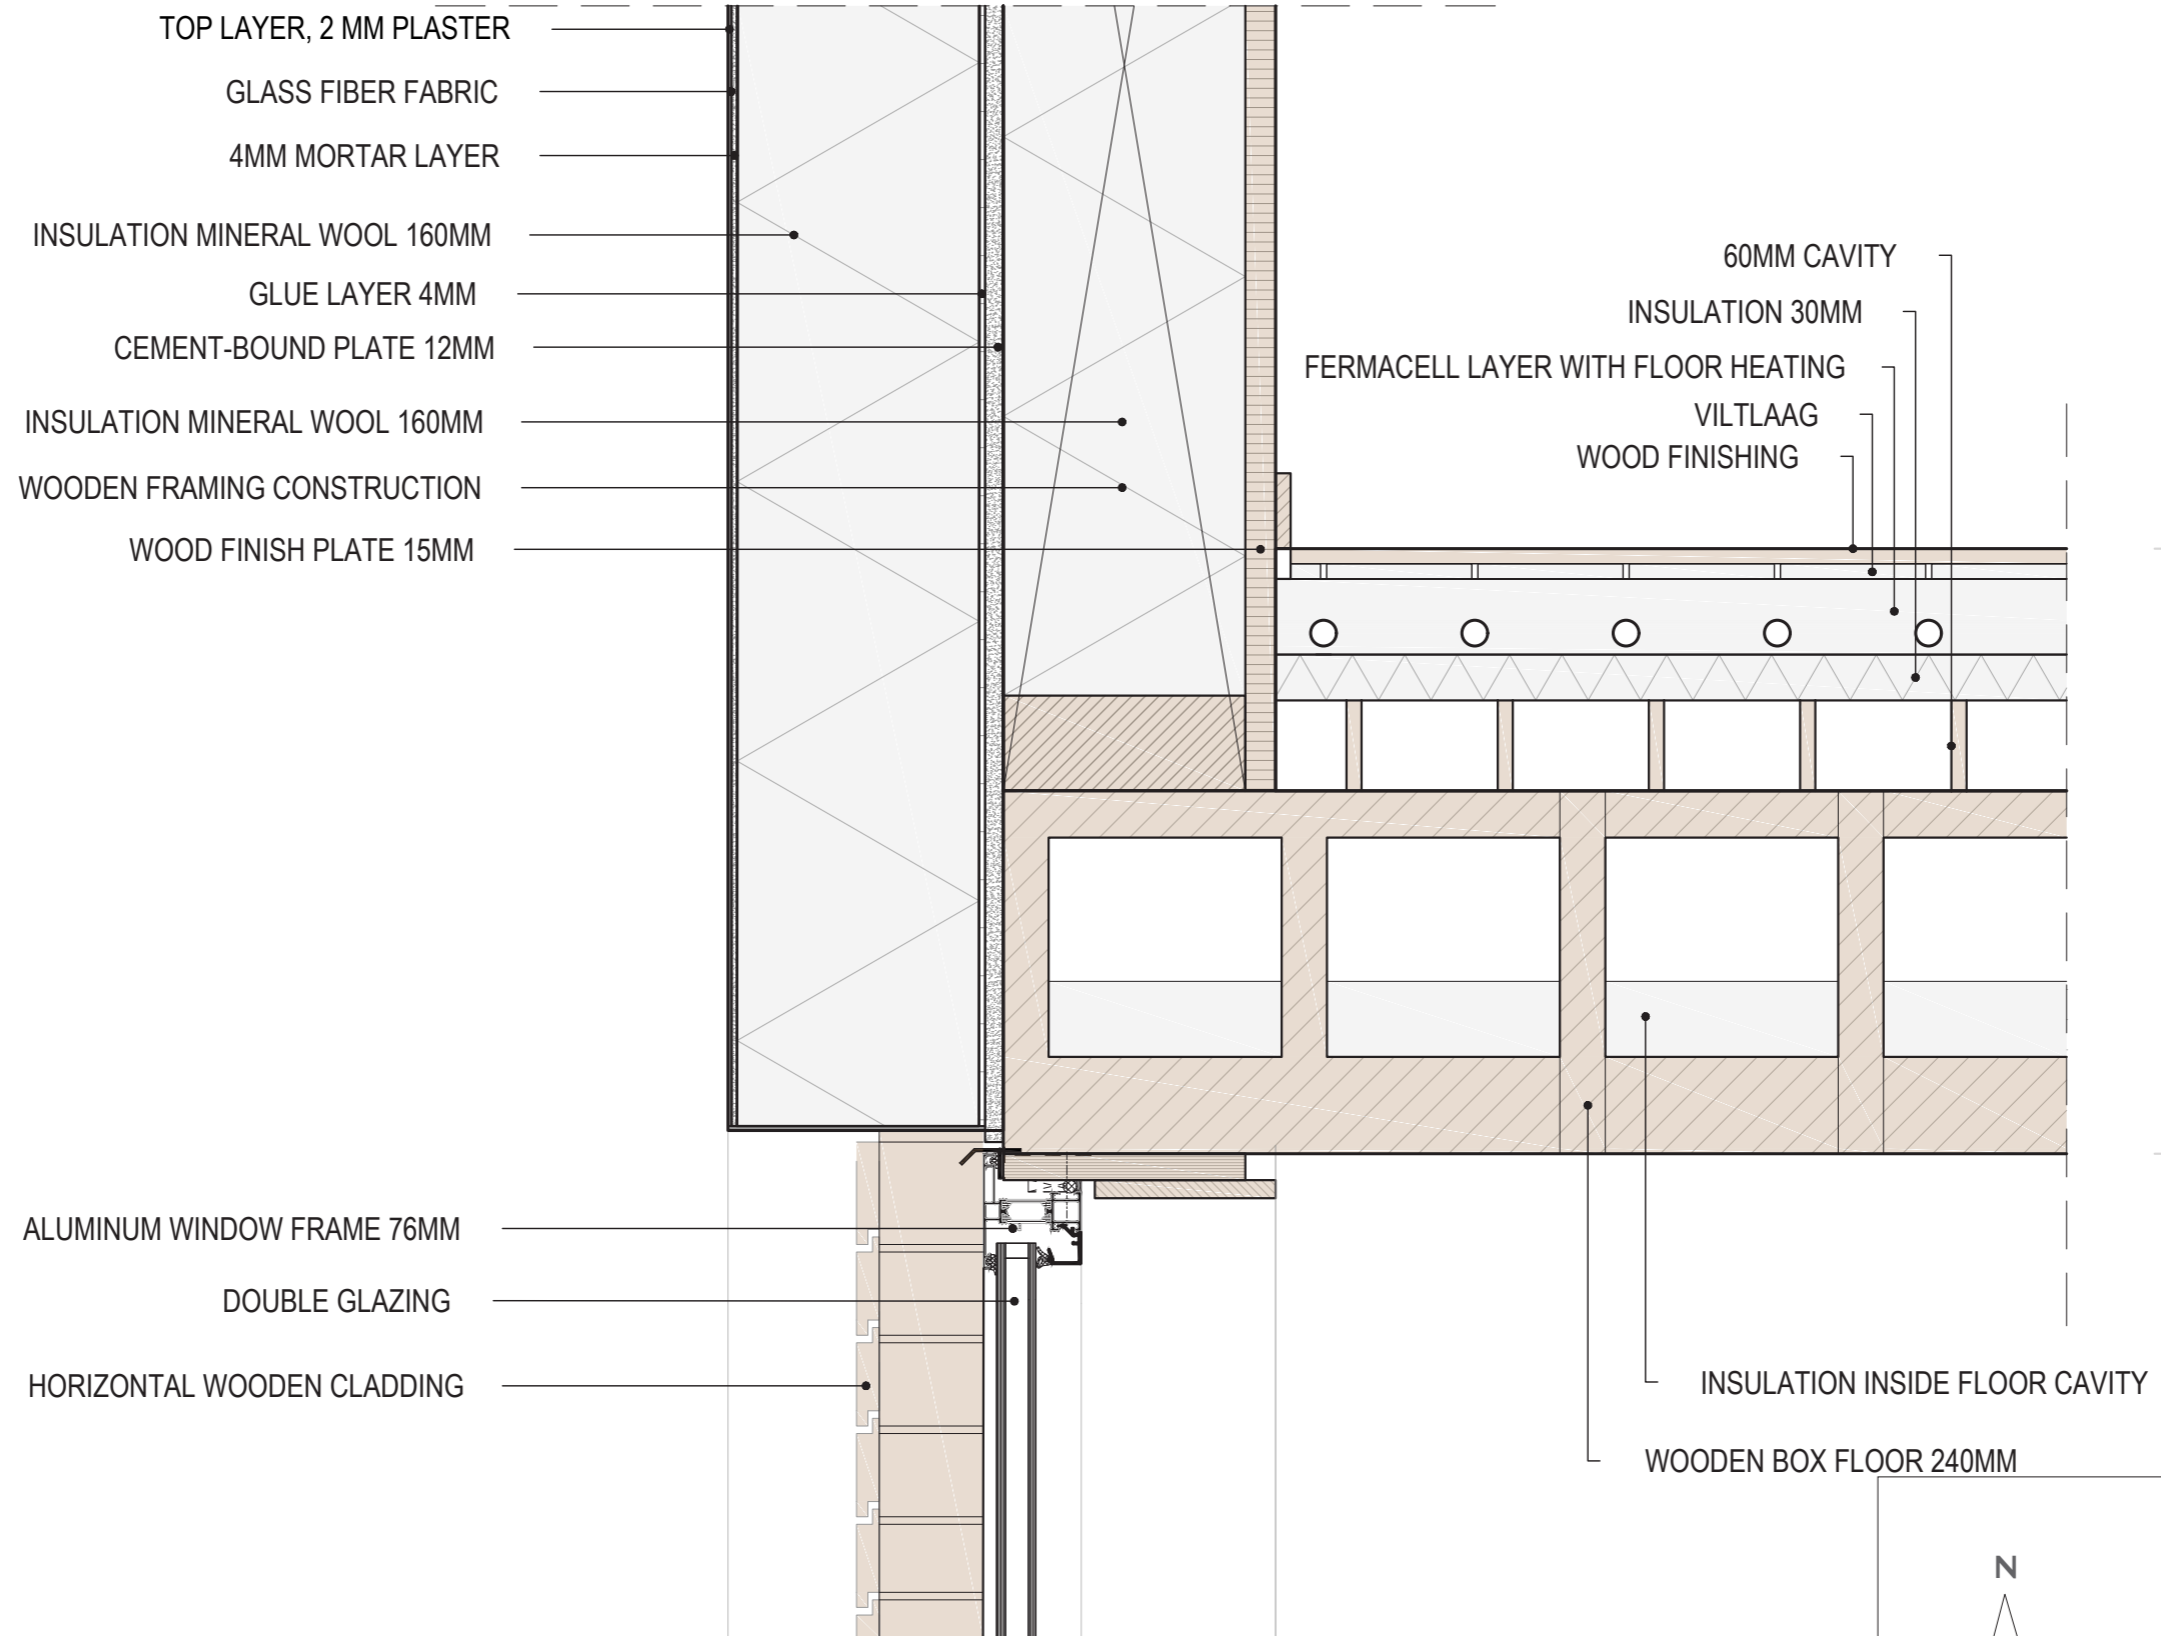 TOP LAYER, 2 MM PLASTER
GLASS FIBER FABRIC
4MM MORTAR LAYER
INSULATION MINERAL WOOL 160MM
GLUE LAYER 4MM
CEMENT-BOUND PLATE 12MM
INSULATION MINERAL WOOL 160MM
WOODEN FRAMING CONSTRUCTION
WOOD FINISH PLATE 15MM
60MM CAVITY
INSULATION 30MM
FERMACELL LAYER WITH FLOOR HEATING
VILTLAAG
WOOD FINISHING
ALUMINUM WINDOW FRAME 76MM
DOUBLE GLAZING
HORIZONTAL WOODEN CLADDING
INSULATION INSIDE FLOOR CAVITY
WOODEN BOX FLOOR 240MM
N